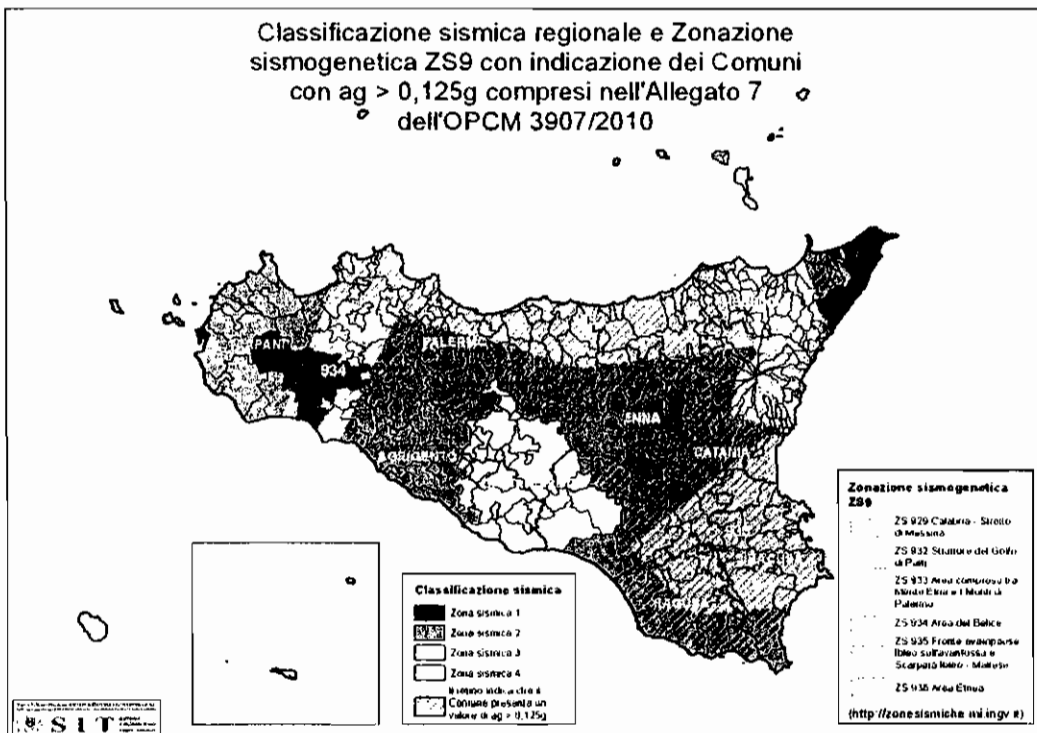 Classificazione sismica regionale e Zonazione
sismogenetica ZS9 con indicazione dei Comuni
con ag > 0,125g compresi nell'Allegato 7
dell'OPCM 3907/2010
934
PALERMO
ENNA
AGRIGENTO
CATANIA
RAGUSA
Classificazione sismica
Zona sismica 1
Zona sismica 2
Zona sismica 3
Zona sismica 4
Comune presenta un
valore di ag > 0,125g
Zonazione sismogenetica
ZS9
ZS 929 Calabria - Stretto
di Messina
ZS 932 Strutture del Golfo
di Patti
ZS 933 Area compresa tra
Monte Etna e i Monti di
Palermo
ZS 934 Area del Belice
ZS 935 Fronte
Ibleo sull'avanfossa e
Scarpata Ibleo - Maltese
ZS 936 Area Etnea
(http://zonesismiche.mi.ingv.it)
SIT